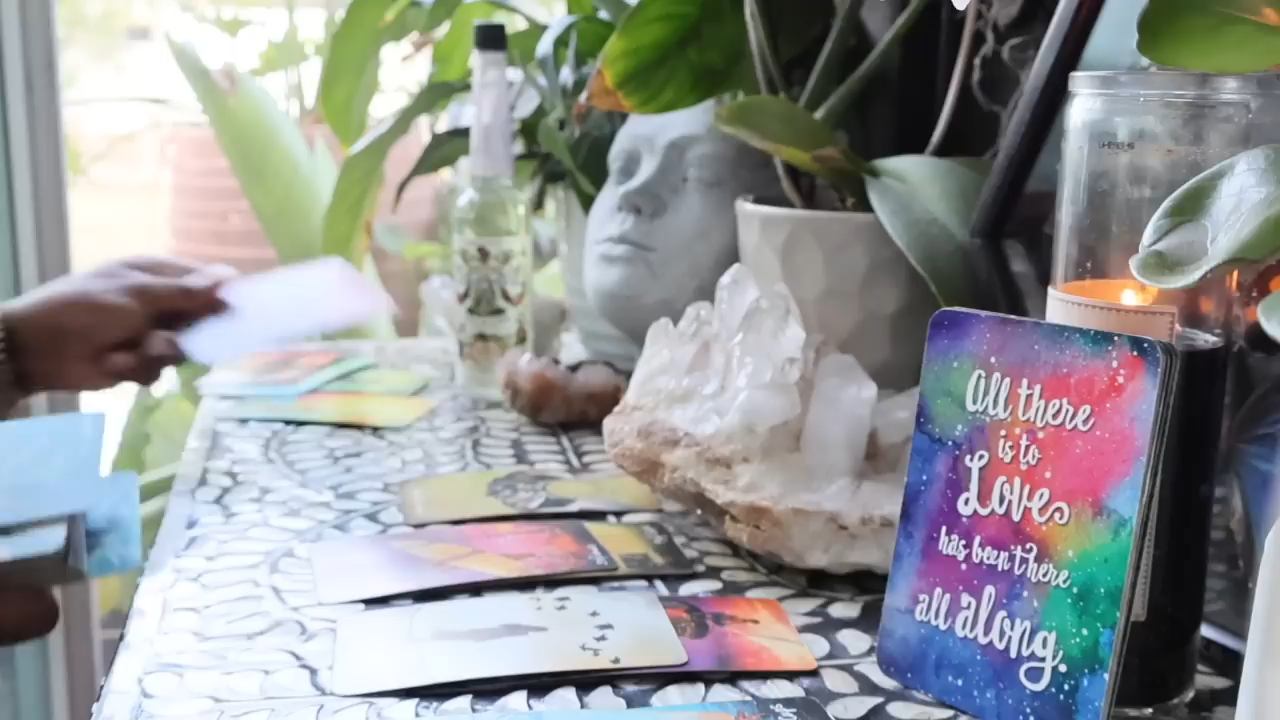 All there
is to
Love
has been there
all along.